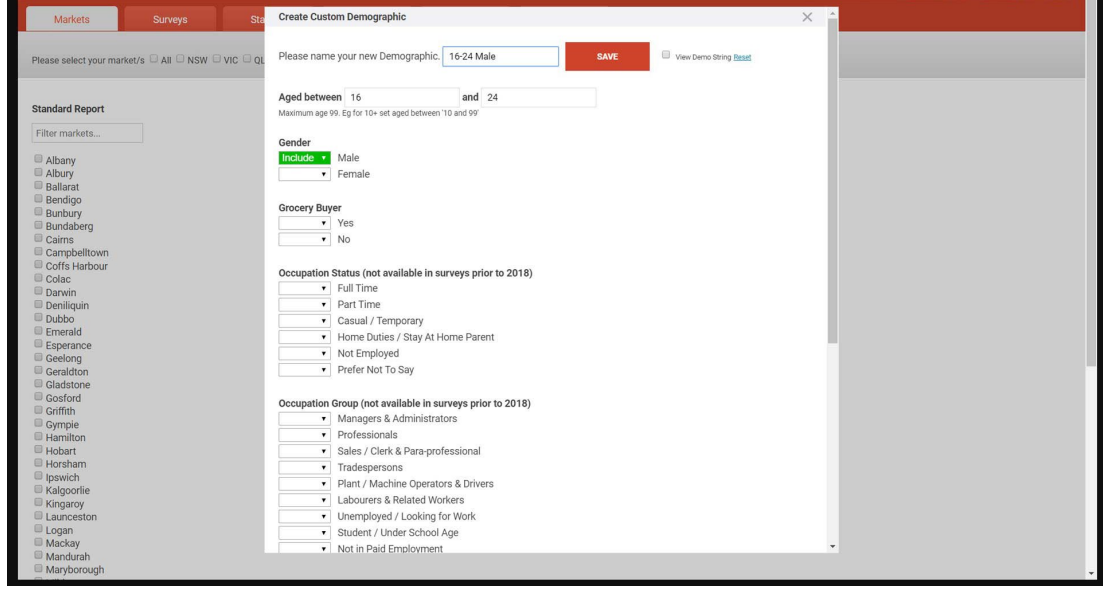 Markets
Surveys
Sta
Create Custom Demographic
Please select your market/s All NSW VIC QL
Standard Report
Filter markets...
Albany
Albury
Ballarat
Bendigo
Bunbury
Bundaberg
Cairns
Campbelltown
Coffs Harbour
Colac
Darwin
Deniliquin
Dubbo
Emerald
Esperance
Geelong
Geraldton
Gladstone
Gosford
Griffith
Gympie
Hamilton
Hobart
Horsham
Ipswich
Kalgoorlie
Kingaroy
Launceston
Logan
Mackay
Mandurah
Maryborough
Please name your new Demographic. 16-24 Male SAVE View Demo String Reset
Aged between 16 and 24
Maximum age 99. Eg for 10+ set aged between '10 and 99'
Gender
Include Male
Female
Grocery Buyer
Yes
No
Occupation Status (not available in surveys prior to 2018)
Full Time
Part Time
Casual / Temporary
Home Duties / Stay At Home Parent
Not Employed
Prefer Not To Say
Occupation Group (not available in surveys prior to 2018)
Managers & Administrators
Professionals
Sales / Clerk & Para-professional
Tradespersons
Plant / Machine Operators & Drivers
Labourers & Related Workers
Unemployed / Looking for Work
Student / Under School Age
Not in Paid Employment